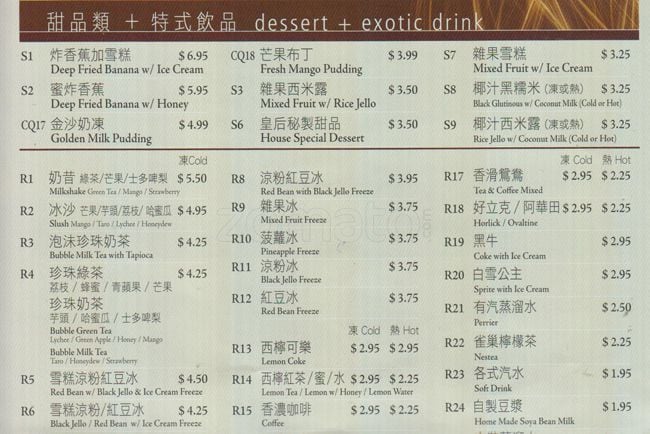 甜品類 + 特式飲品 dessert + exotic drink
S1 炸香蕉加雪糕 $ 6.95
Deep Fried Banana w/ Ice Cream
S2 蜜炸香蕉 $ 5.95
Deep Fried Banana w/ Honey
CQ17 金沙奶凍 $ 4.99
Golden Milk Pudding
CQ18 芒果布丁 $ 3.99
Fresh Mango Pudding
S3 雜果西米露 $ 3.50
Mixed Fruit w/ Rice Jello
S6 皇后秘製甜品 $ 3.50
House Special Dessert
S7 雜果雪糕 $ 3.25
Mixed Fruit w/ Ice Cream
S8 椰汁黑糯米 (凍或熱) $ 3.25
Black Glutinous w/ Coconut Milk (Cold or Hot)
S9 椰汁西米露 (凍或熱) $ 3.25
Rice Jello w/ Coconut Milk (Cold or Hot)
凍Cold
R1 奶昔 綠茶/芒果/士多啤梨 $ 5.50
Milkshake Green Tea / Mango / Strawberry
R2 冰沙 芒果/芋頭/荔枝/ 哈蜜瓜 $ 4.95
Slush Mango / Taro / Lychee / Honeydew
R3 泡沫珍珠奶茶 $ 4.25
Bubble Milk Tea with Tapioca
R4 珍珠綠茶 $ 4.25
荔枝 / 蜂蜜 / 青蘋果 / 芒果
珍珠奶茶
芋頭 / 哈蜜瓜 / 士多啤梨
Bubble Green Tea
Lychee / Green Apple / Honey / Mango
Bubble Milk Tea
Taro / Honeydew / Strawberry
R5 雪糕涼粉紅豆冰 $ 4.50
Red Bean w/ Black Jello & Ice Cream Freeze
R6 雪糕涼粉/紅豆冰 $ 4.25
Black Jello / Red Bean w/ Ice Cream Freeze
R8 涼粉紅豆冰 $ 3.95
Red Bean with Black Jello Freeze
R9 雜果冰 $ 3.75
Mixed Fruit Freeze
R10 菠蘿冰 $ 3.75
Pineapple Freeze
R11 涼粉冰 $ 3.75
Black Jello Freeze
R12 紅豆冰 $ 3.75
Red Bean Freeze
凍 Cold 熱 Hot
R13 西檸可樂 $ 2.95 $ 2.95
Lemon Coke
R14 西檸紅茶/蜜/水 $ 2.95 $ 2.25
Lemon Tea / Lemon w/ Honey / Lemon Water
R15 香濃咖啡 $ 2.95 $ 2.25
Coffee
凍 Cold 熱 Hot
R17 香滑鴛鴦 $ 2.95 $ 2.25
Tea & Coffee Mixed
R18 好立克 / 阿華田 $ 2.95 $ 2.25
Horlick / Ovaltine
R19 黑牛 $ 2.95
Coke with Ice Cream
R20 白雪公主 $ 2.95
Sprite with Ice Cream
R21 有汽蒸溜水 $ 2.50
Perrier
R22 雀巢檸檬茶 $ 2.25
Nestea
R23 各式汽水 $ 1.95
Soft Drink
R24 自製豆漿 $ 1.95
Home Made Soya Bean Milk